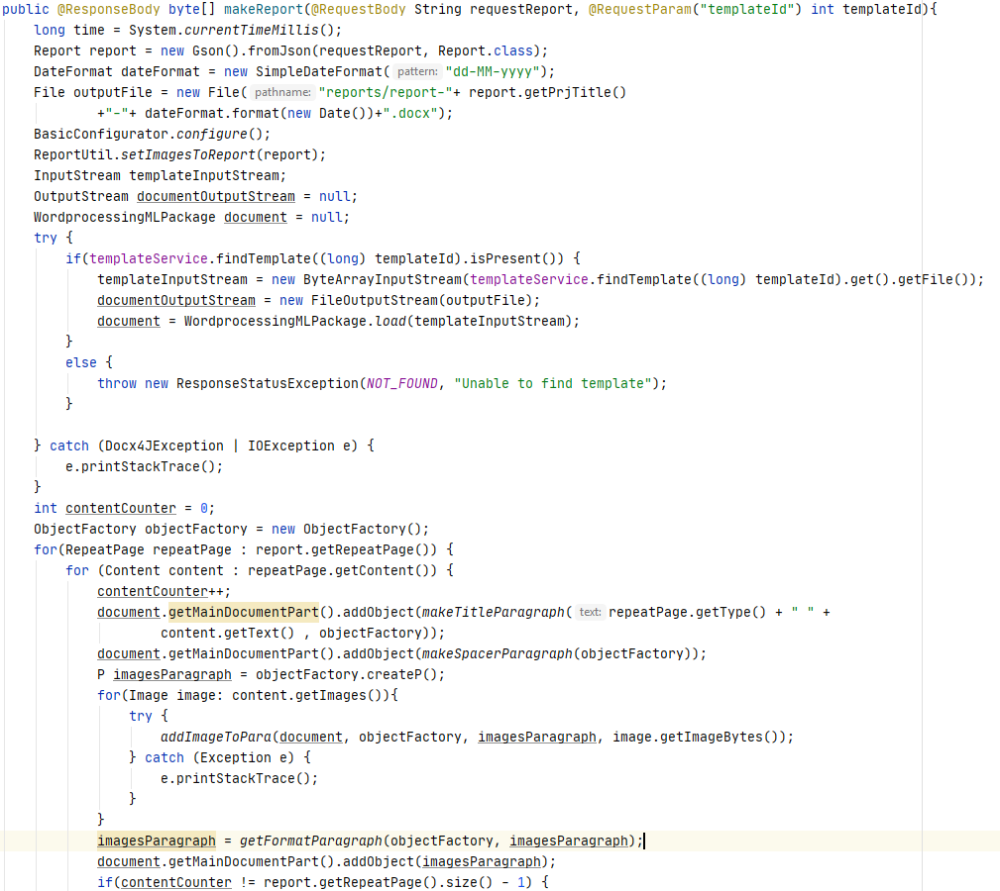 public @ResponseBody byte[] makeReport(@RequestBody String requestReport, @RequestParam("templateId") int templateId){
long time = System.currentTimeMillis();
Report report = new Gson().fromJson(requestReport, Report.class);
DateFormat dateFormat = new SimpleDateFormat( pattern: "dd-MM-yyyy");
File outputFile = new File( pathname: "reports/report-"+ report.getPrjTitle()
+"-"+ dateFormat.format(new Date())+".docx");
BasicConfigurator.configure();
ReportUtil.setImagesToReport(report);
InputStream templateInputStream;
OutputStream documentOutputStream = null;
WordprocessingMLPackage document = null;
try {
if(templateService.findTemplate((long) templateId).isPresent()) {
templateInputStream = new ByteArrayInputStream(templateService.findTemplate((long) templateId).get().getFile());
documentOutputStream = new FileOutputStream(outputFile);
document = WordprocessingMLPackage.load(templateInputStream);
}
else {
throw new ResponseStatusException(NOT_FOUND, "Unable to find template");
}
} catch (Docx4JException | IOException e) {
e.printStackTrace();
}
int contentCounter = 0;
ObjectFactory objectFactory = new ObjectFactory();
for(RepeatPage repeatPage : report.getRepeatPage()) {
for (Content content : repeatPage.getContent()) {
contentCounter++;
document.getMainDocumentPart().addObject(makeTitleParagraph( text: repeatPage.getType() + " " +
content.getText() , objectFactory));
document.getMainDocumentPart().addObject(makeSpacerParagraph(objectFactory));
P imagesParagraph = objectFactory.createP();
for(Image image: content.getImages()){
try {
addImageToPara(document, objectFactory, imagesParagraph, image.getImageBytes());
} catch (Exception e) {
e.printStackTrace();
}
}
imagesParagraph = getFormatParagraph(objectFactory, imagesParagraph);
document.getMainDocumentPart().addObject(imagesParagraph);
if(contentCounter != report.getRepeatPage().size() - 1) {